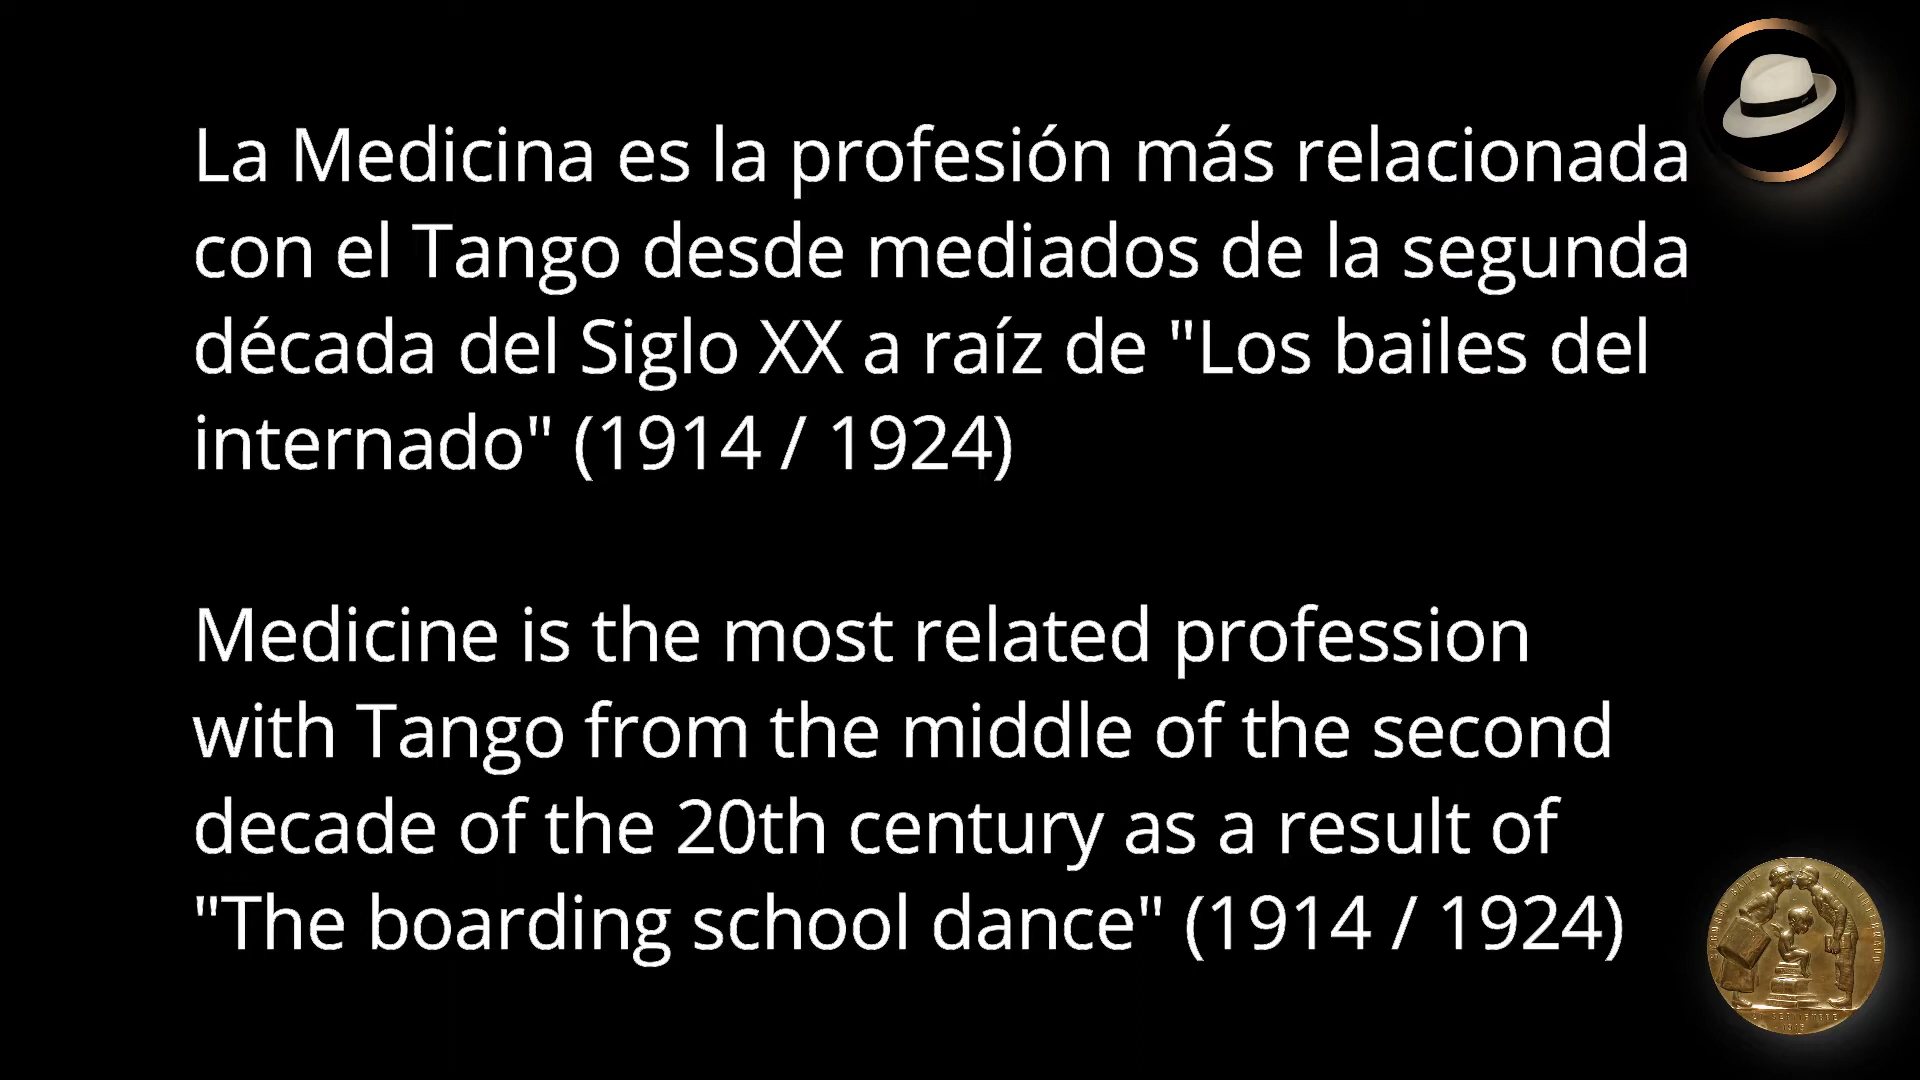 La Medicina es la profesión más relacionada
con el Tango desde mediados de la segunda
década del Siglo XX a raíz de "Los bailes del
internado" (1914 / 1924)
Medicine is the most related profession
with Tango from the middle of the second
decade of the 20th century as a result of
"The boarding school dance" (1914 / 1924)